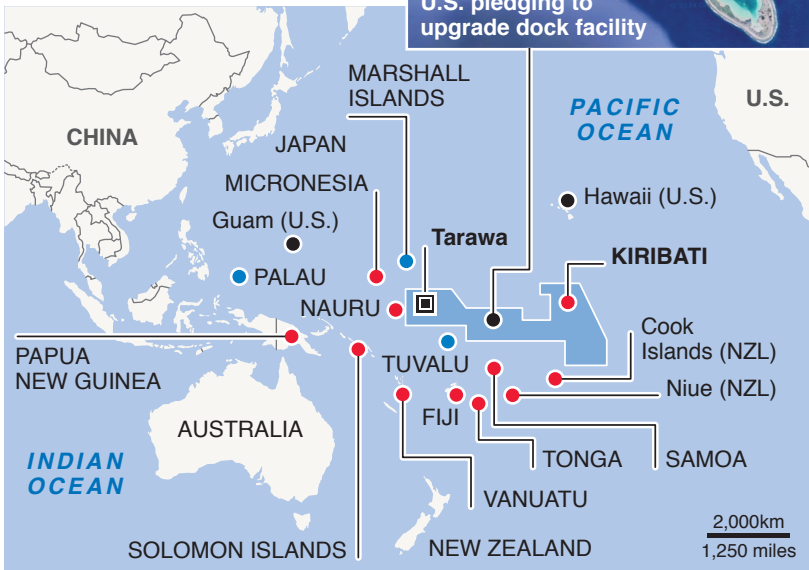 U.S. pledging to
upgrade dock facility
MARSHALL
ISLANDS
PACIFIC
OCEAN
U.S.
CHINA
JAPAN
MICRONESIA
Hawaii (U.S.)
Guam (U.S.)
Tarawa
KIRIBATI
PALAU
NAURU
Cook
Islands (NZL)
PAPUA
NEW GUINEA
TUVALU
Niue (NZL)
FIJI
AUSTRALIA
INDIAN
OCEAN
TONGA
SAMOA
VANUATU
SOLOMON ISLANDS
NEW ZEALAND
2,000km
1,250 miles